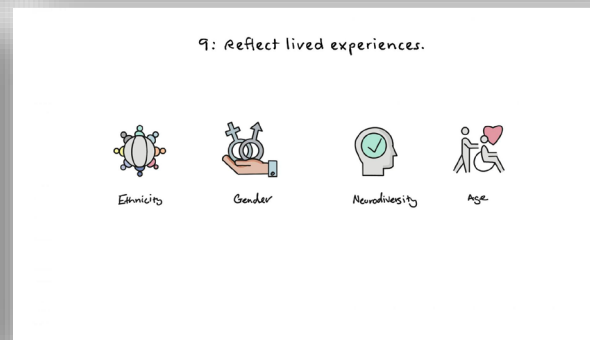 9: Reflect lived experiences.
Ethnicity
Gender
Neurodiversity
Age